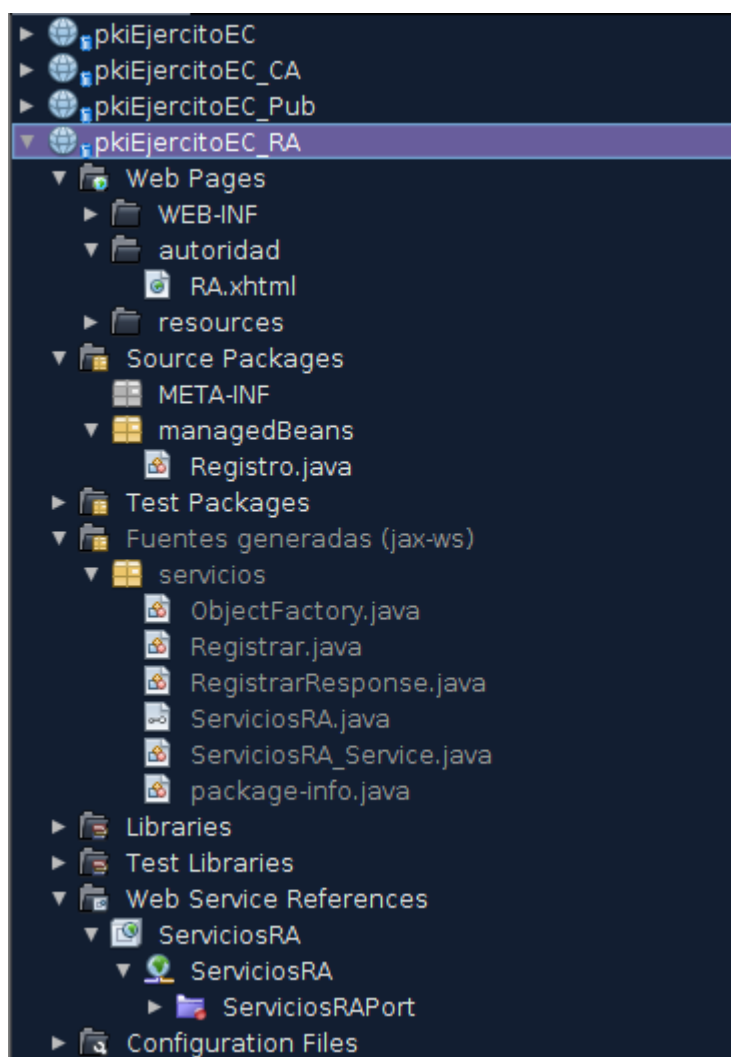 pkiEjercitoEC
pkiEjercitoEC_CA
pkiEjercitoEC_Pub
pkiEjercitoEC_RA
Web Pages
WEB-INF
autoridad
RA.xhtml
resources
Source Packages
META-INF
managedBeans
Registro.java
Test Packages
Fuentes generadas (jax-ws)
servicios
ObjectFactory.java
Registrar.java
RegistrarResponse.java
ServiciosRA.java
ServiciosRA_Service.java
package-info.java
Libraries
Test Libraries
Web Service References
ServiciosRA
ServiciosRA
ServiciosRAPort
Configuration Files